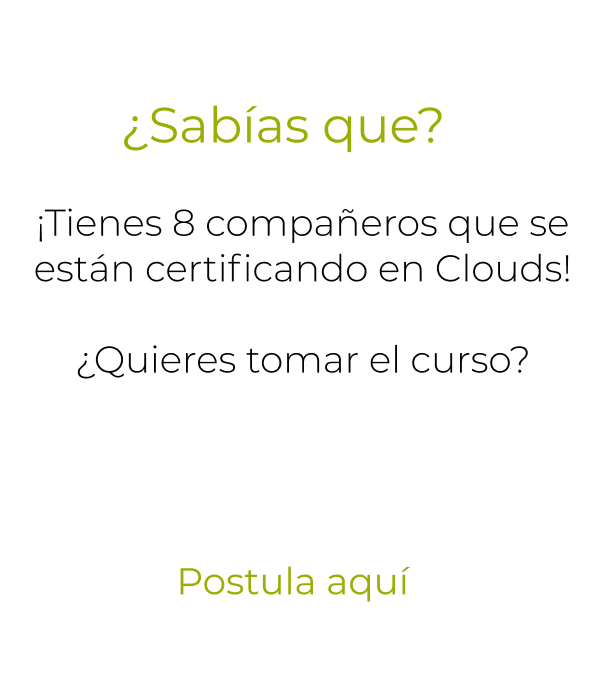 ¿Sabías que?
¡Tienes 8 compañeros que se
están certificando en Clouds!
¿Quieres tomar el curso?
Postula aquí